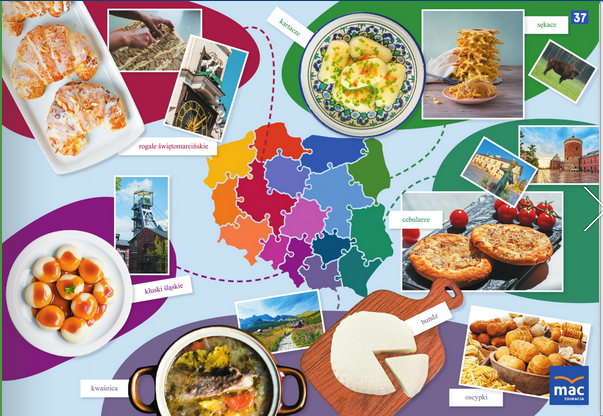 kartacze
sękacz
37
rogale świętomarcińskie
cebularze
kluski śląskie
bundz
kwaśnica
oscypki
mac
EDUKACJA